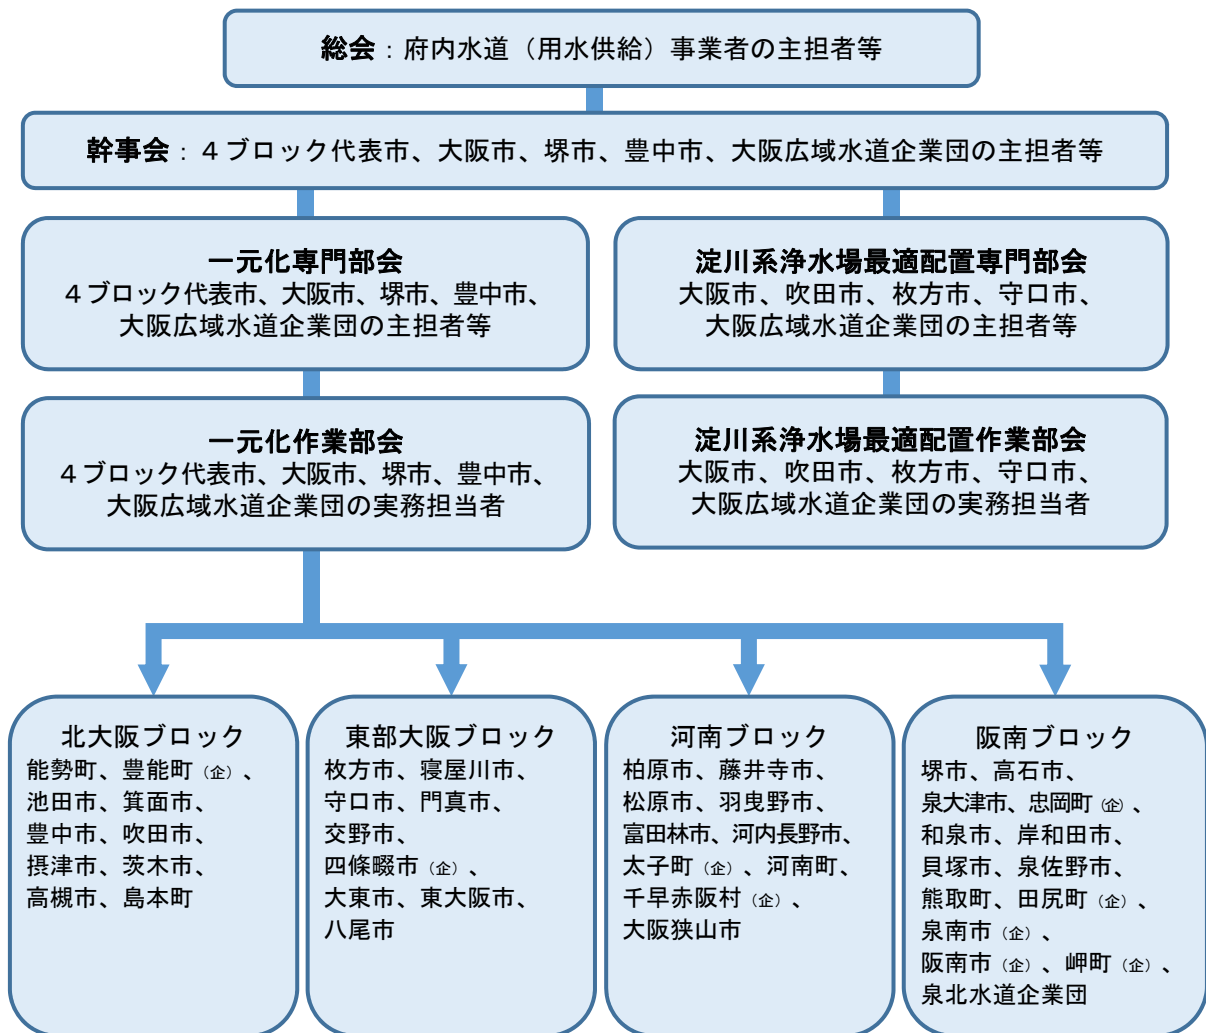 総会：府内水道（用水供給）事業者の主担者等
幹事会：４ブロック代表市、大阪市、堺市、豊中市、大阪広域水道企業団の主担者等
一元化専門部会
４ブロック代表市、大阪市、堺市、豊中市、
大阪広域水道企業団の主担者等
淀川系浄水場最適配置専門部会
大阪市、吹田市、枚方市、守口市、
大阪広域水道企業団の主担者等
一元化作業部会
４ブロック代表市、大阪市、堺市、豊中市、
大阪広域水道企業団の実務担当者
淀川系浄水場最適配置作業部会
大阪市、吹田市、枚方市、守口市、
大阪広域水道企業団の実務担当者
北大阪ブロック
能勢町、豊能町（企）、
池田市、箕面市、
豊中市、吹田市、
摂津市、茨木市、
高槻市、島本町
東部大阪ブロック
枚方市、寝屋川市、
守口市、門真市、
交野市、
四條畷市（企）、
大東市、東大阪市、
八尾市
河南ブロック
柏原市、藤井寺市、
松原市、羽曳野市、
富田林市、河内長野市、
太子町（企）、河南町、
千早赤阪村（企）、
大阪狭山市
阪南ブロック
堺市、高石市、
泉大津市、忠岡町（企）、
和泉市、岸和田市、
貝塚市、泉佐野市、
熊取町、田尻町（企）、
泉南市（企）、
阪南市（企）、岬町（企）、
泉北水道企業団